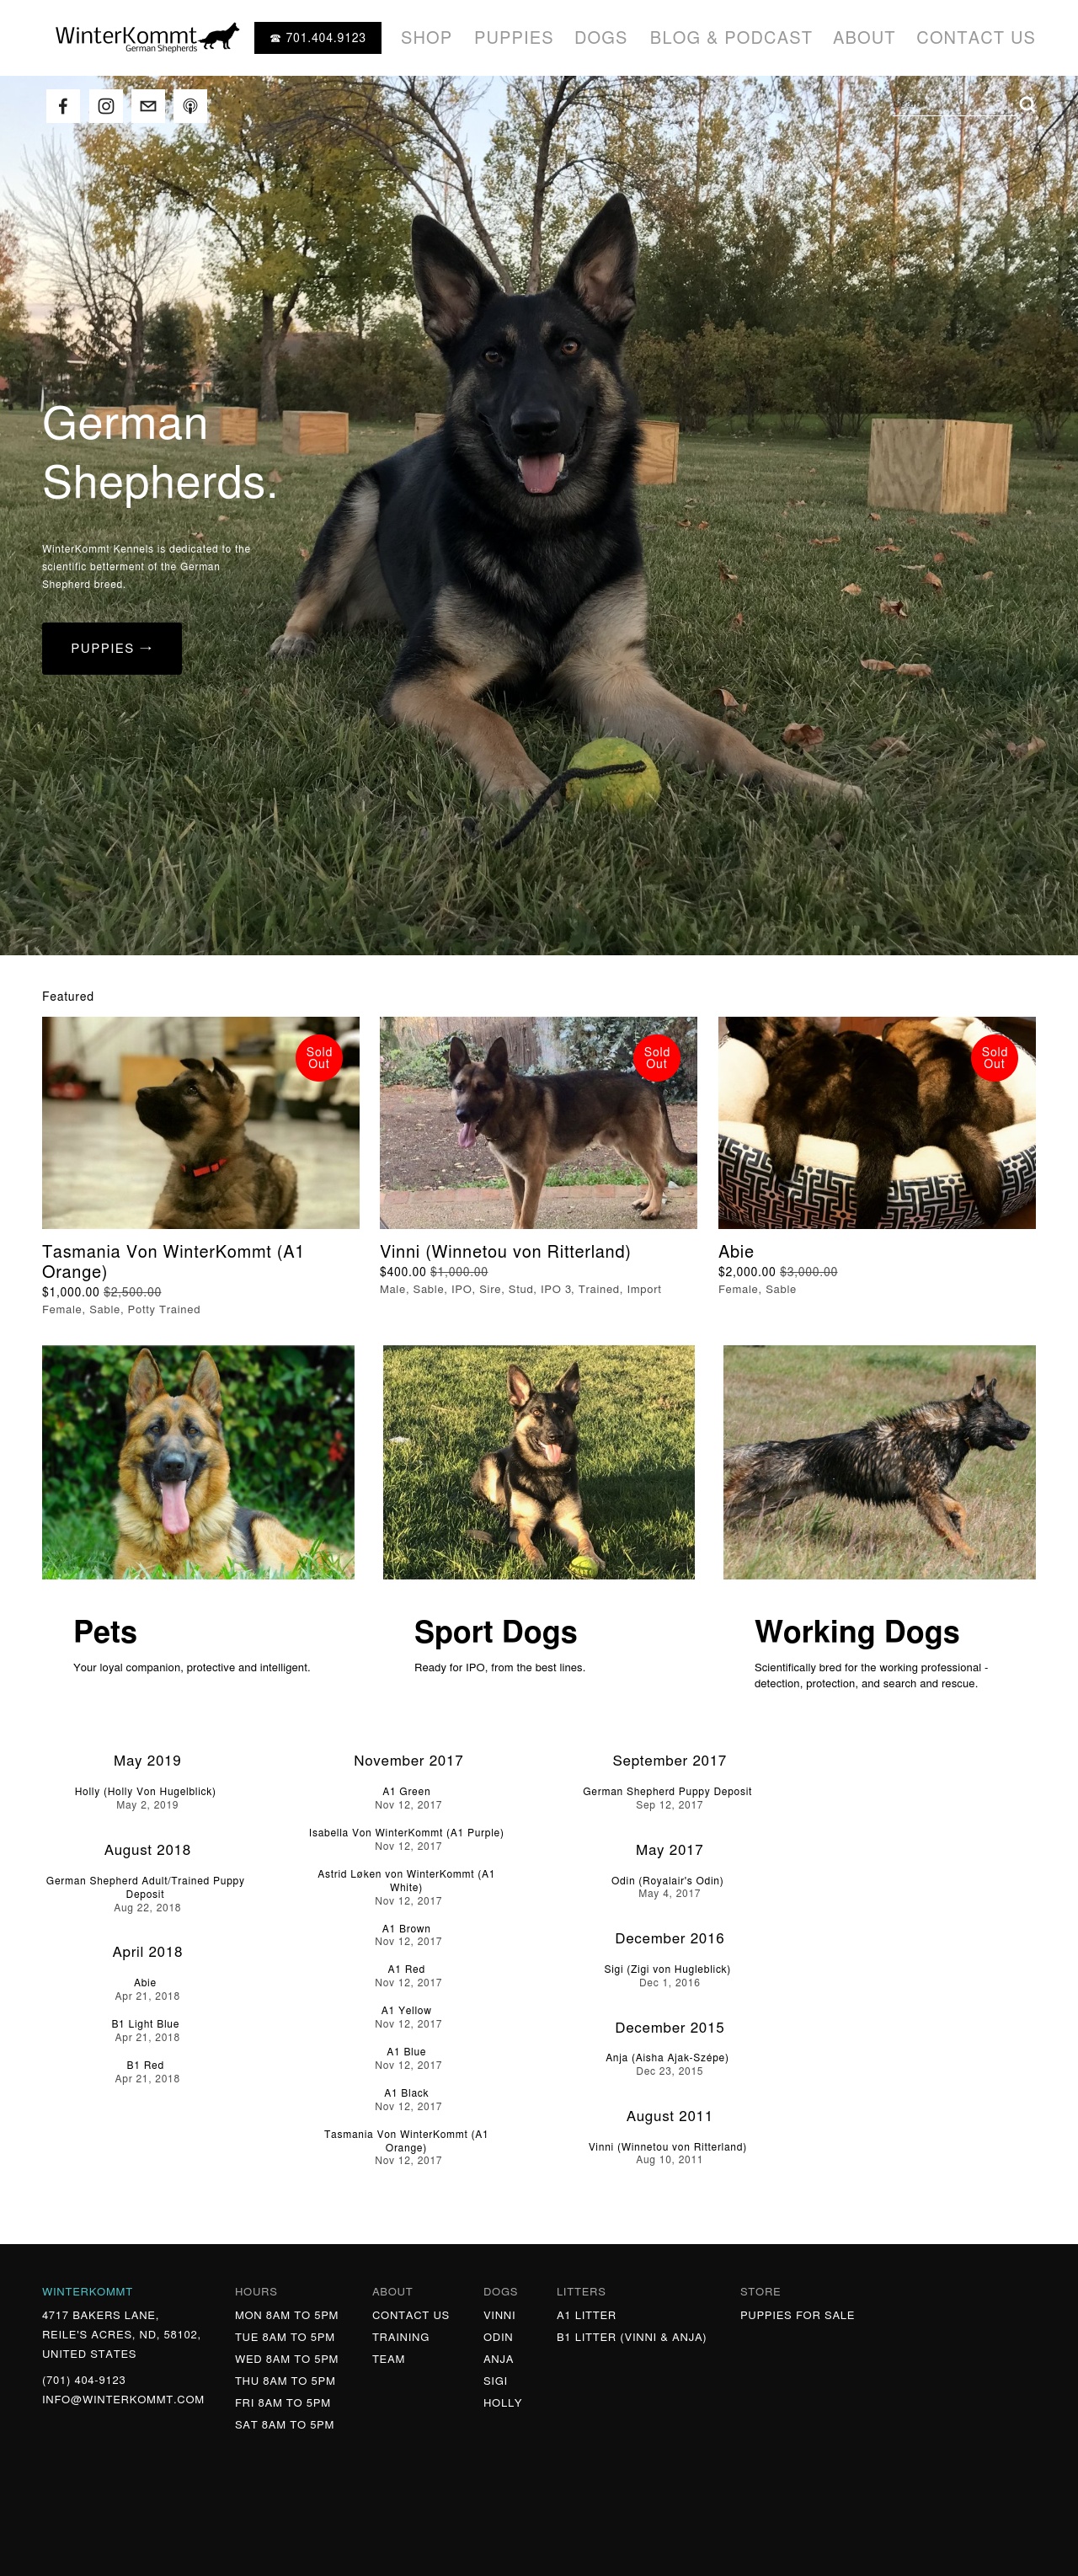 WinterKommt
German Shepherds
☎ 701.404.9123
SHOP
PUPPIES
DOGS
BLOG & PODCAST
ABOUT
CONTACT US
German
Shepherds.
WinterKommt Kennels is dedicated to the
scientific betterment of the German
Shepherd breed.
PUPPIES →
Featured
Sold
Out
Tasmania Von WinterKommt (A1
Orange)
$1,000.00 $2,500.00
Female, Sable, Potty Trained
Sold
Out
Vinni (Winnetou von Ritterland)
$400.00 $1,000.00
Male, Sable, IPO, Sire, Stud, IPO 3, Trained, Import
Sold
Out
Abie
$2,000.00 $3,000.00
Female, Sable
Pets
Your loyal companion, protective and intelligent.
Sport Dogs
Ready for IPO, from the best lines.
Working Dogs
Scientifically bred for the working professional -
detection, protection, and search and rescue.
May 2019
Holly (Holly Von Hugelblick)
May 2, 2019
August 2018
German Shepherd Adult/Trained Puppy
Deposit
Aug 22, 2018
April 2018
Abie
Apr 21, 2018
B1 Light Blue
Apr 21, 2018
B1 Red
Apr 21, 2018
November 2017
A1 Green
Nov 12, 2017
Isabella Von WinterKommt (A1 Purple)
Nov 12, 2017
Astrid Løken von WinterKommt (A1
White)
Nov 12, 2017
A1 Brown
Nov 12, 2017
A1 Red
Nov 12, 2017
A1 Yellow
Nov 12, 2017
A1 Blue
Nov 12, 2017
A1 Black
Nov 12, 2017
Tasmania Von WinterKommt (A1
Orange)
Nov 12, 2017
September 2017
German Shepherd Puppy Deposit
Sep 12, 2017
May 2017
Odin (Royalair's Odin)
May 4, 2017
December 2016
Sigi (Zigi von Hugleblick)
Dec 1, 2016
December 2015
Anja (Aisha Ajak-Szépe)
Dec 23, 2015
August 2011
Vinni (Winnetou von Ritterland)
Aug 10, 2011
WINTERKOMMT
4717 BAKERS LANE,
REILE'S ACRES, ND, 58102,
UNITED STATES
(701) 404-9123
INFO@WINTERKOMMT.COM
HOURS
MON 8AM TO 5PM
TUE 8AM TO 5PM
WED 8AM TO 5PM
THU 8AM TO 5PM
FRI 8AM TO 5PM
SAT 8AM TO 5PM
ABOUT
CONTACT US
TRAINING
TEAM
DOGS
VINNI
ODIN
ANJA
SIGI
HOLLY
LITTERS
A1 LITTER
B1 LITTER (VINNI & ANJA)
STORE
PUPPIES FOR SALE